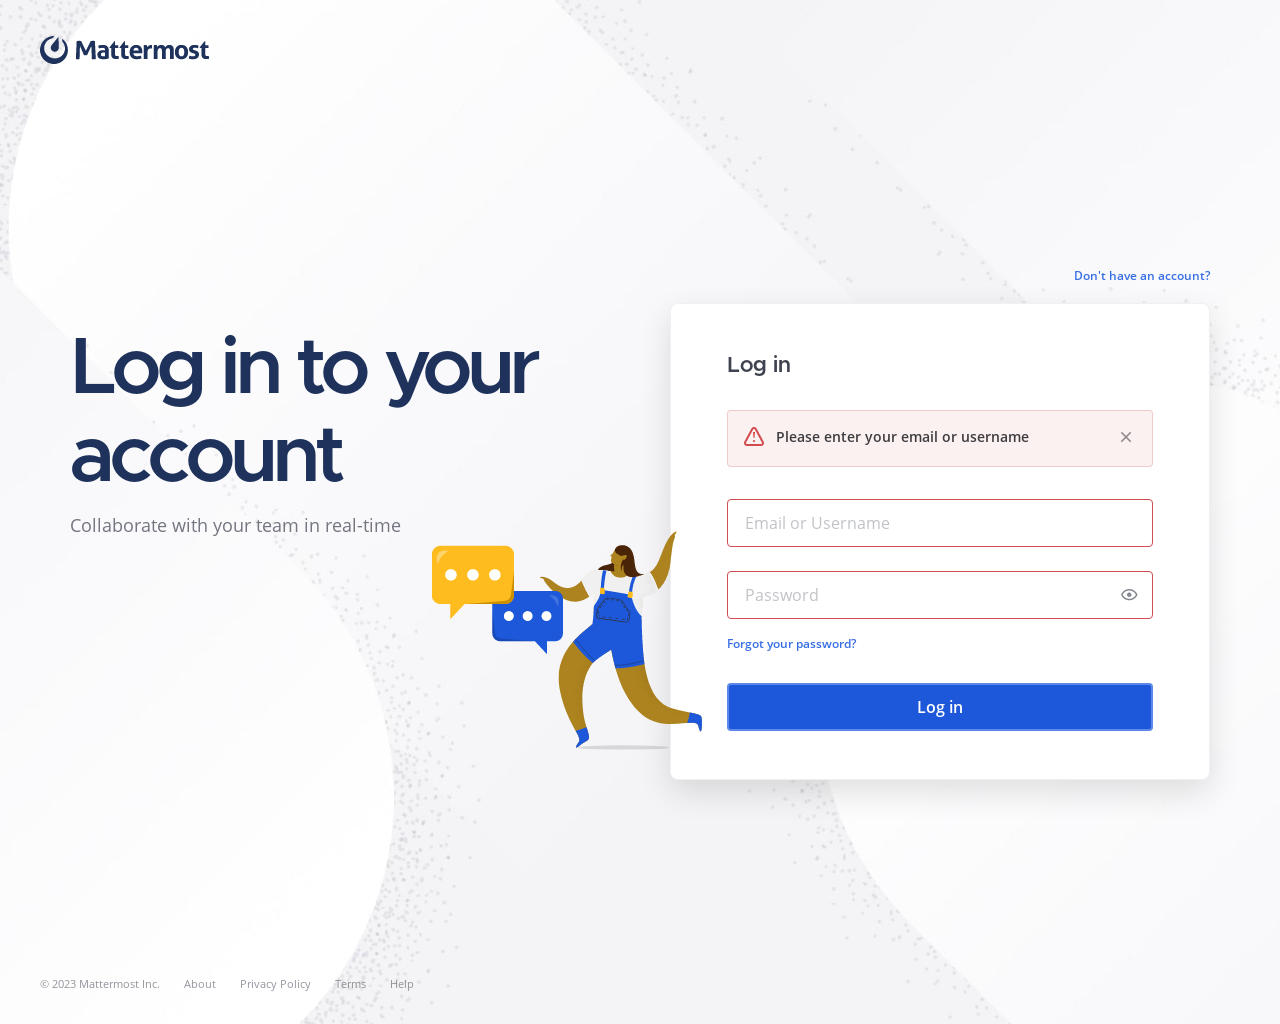 Mattermost
Don't have an account?
Log in to your
account
Collaborate with your team in real-time
Log in
Please enter your email or username
Email or Username
Password
Forgot your password?
Log in
© 2023 Mattermost Inc.
About
Privacy Policy
Terms
Help